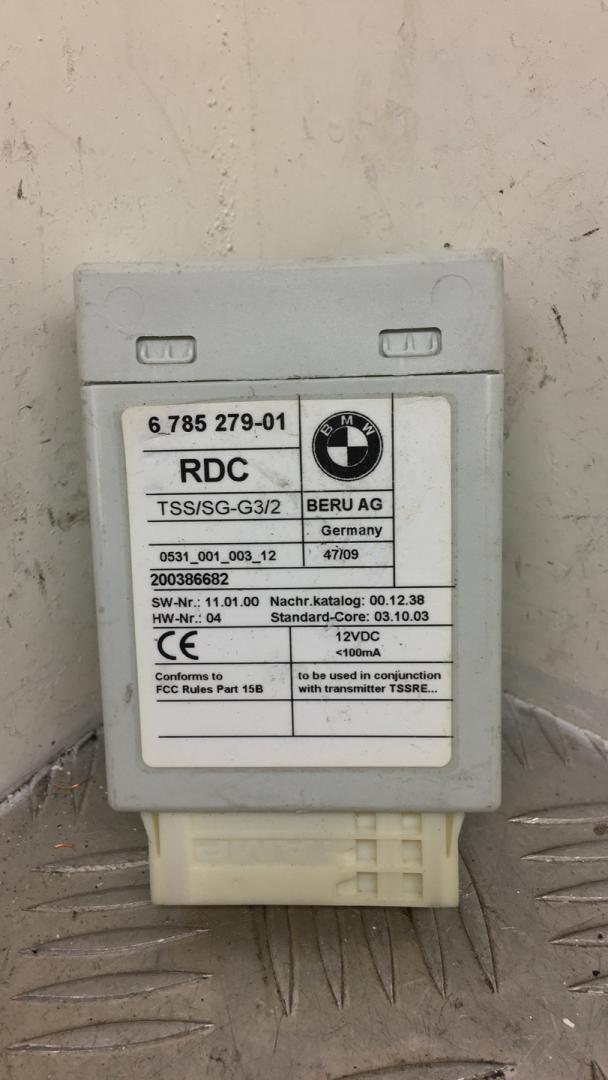 6 785 279-01
BMW
RDC
TSS/SG-G3/2
BERU AG
Germany
0531_001_003_12
47/09
200386682
SW-Nr.: 11.01.00 Nachr.katalog: 00.12.38
HW-Nr.: 04 Standard-Core: 03.10.03
CE
12VDC
<100mA
Conforms to
FCC Rules Part 15B
to be used in conjunction
with transmitter TSSRE...